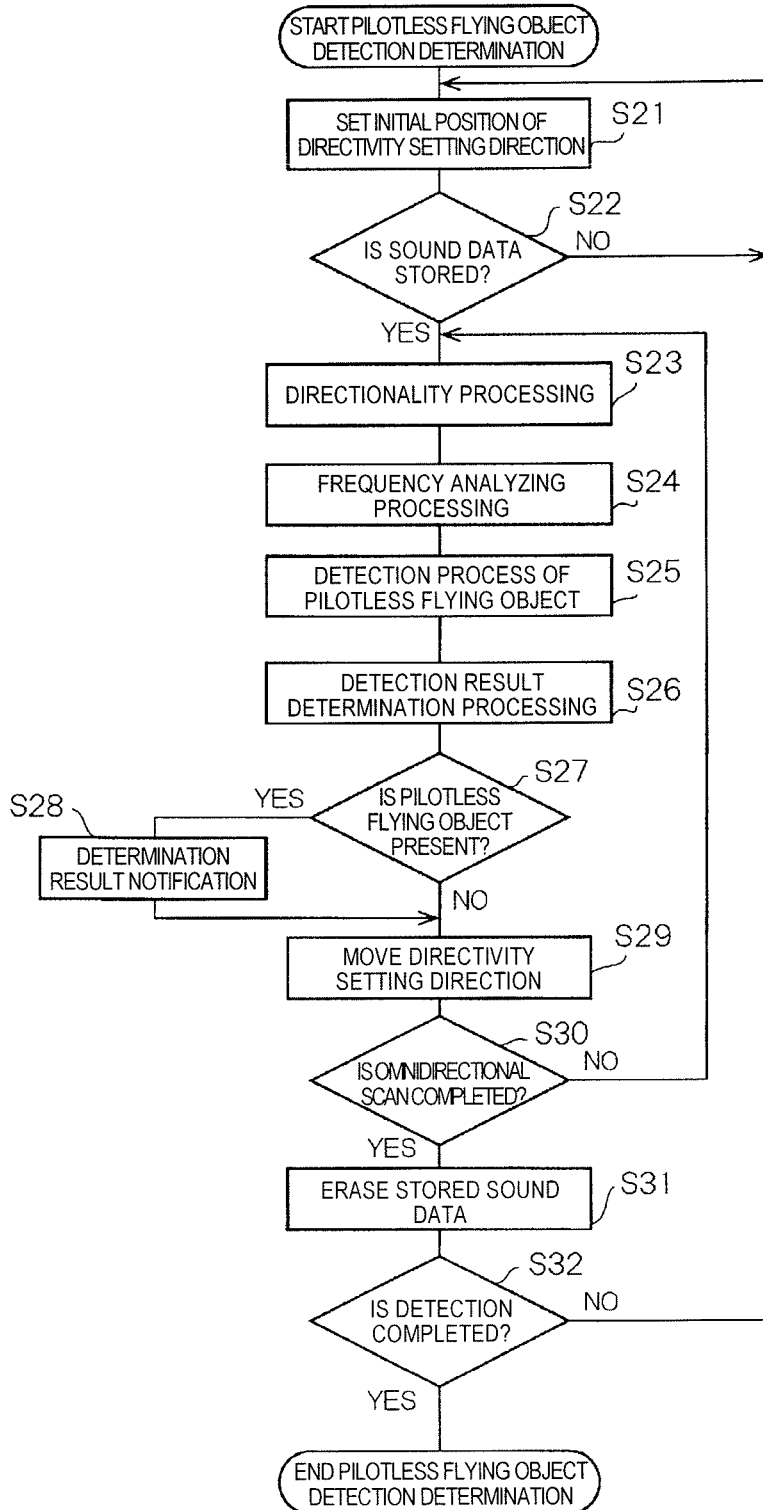 START PILOTLESS FLYING OBJECT
DETECTION DETERMINATION
S21
SET INITIAL POSITION OF
DIRECTIVITY SETTING DIRECTION
S22
IS SOUND DATA
STORED?
NO
YES
S23
DIRECTIONALITY PROCESSING
S24
FREQUENCY ANALYZING
PROCESSING
S25
DETECTION PROCESS OF
PILOTLESS FLYING OBJECT
S26
DETECTION RESULT
DETERMINATION PROCESSING
S27
IS PILOTLESS
FLYING OBJECT
PRESENT?
YES
S28
DETERMINATION
RESULT NOTIFICATION
NO
S29
MOVE DIRECTIVITY
SETTING DIRECTION
S30
IS OMNIDIRECTIONAL
SCAN COMPLETED?
NO
YES
S31
ERASE STORED SOUND
DATA
S32
IS DETECTION
COMPLETED?
NO
YES
END PILOTLESS FLYING OBJECT
DETECTION DETERMINATION